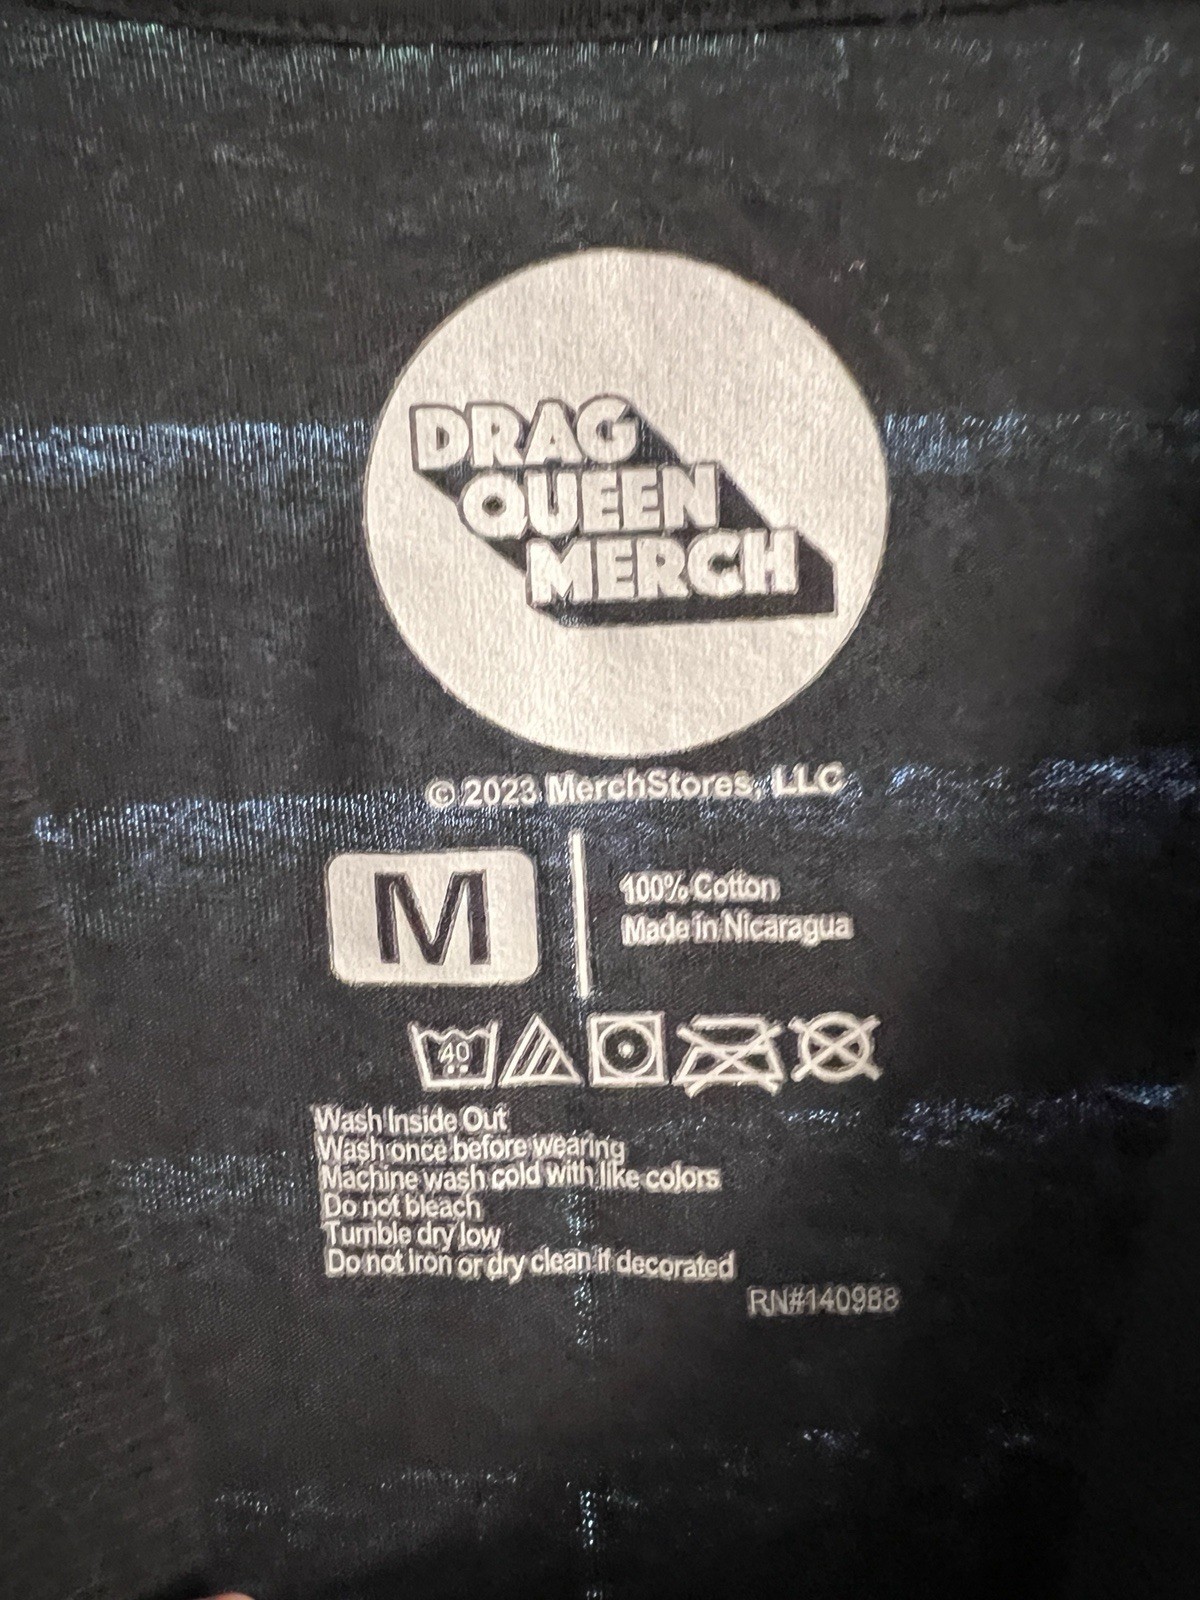 DRAG
QUEEN
MERCH
© 2023 MerchStores, LLC
M
100% Cotton
Made in Nicaragua
40
Wash Inside Out
Wash once before wearing
Machine wash cold with like colors
Do not bleach
Tumble dry low
Do not iron or dry clean if decorated
RN#140988